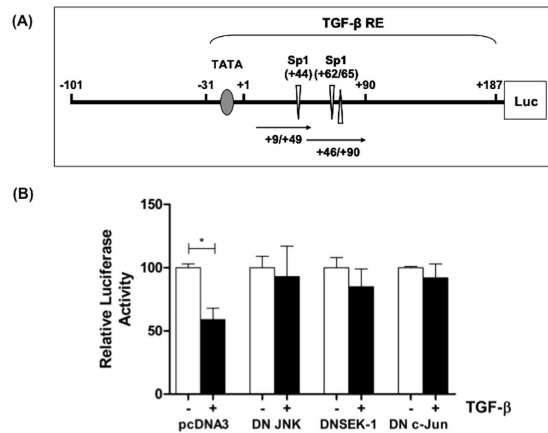 (A)
TGF-β RE
Sp1 Sp1
TATA (+44) (+62/65)
-101 -31 +1 +90 +187
Luc
+9/+49
+46/+90
(B)
150
100
50
0
Relative Luciferase
Activity
*
- + - + - + - + TGF-β
pcDNA3 DN JNK DNSEK-1 DN c-Jun